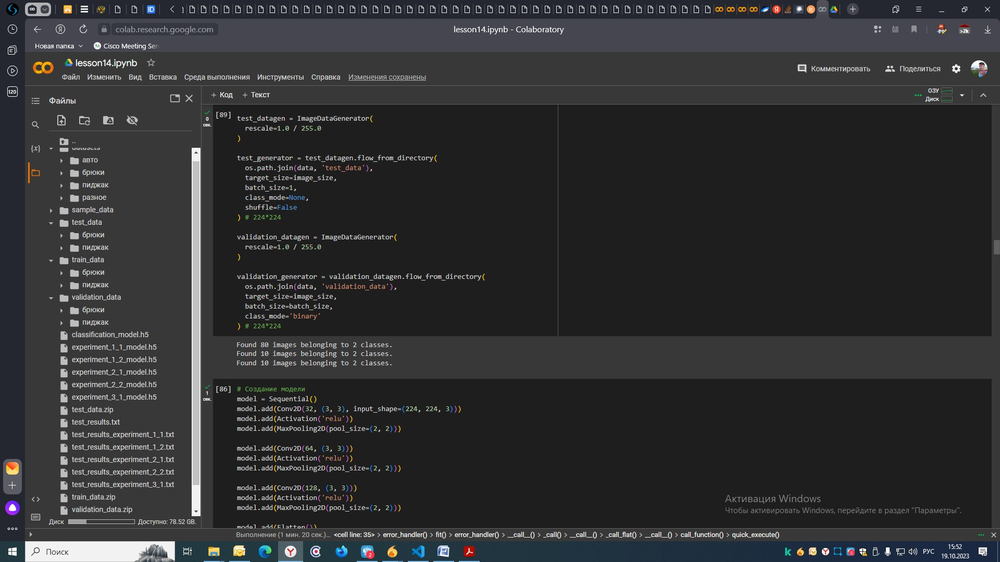 colab.research.google.com
lesson14.ipynb - Colaboratory
>2k
Новая папка
Cisco Meeting Ser
120
lesson14.ipynb
Файл Изменить Вид Вставка Среда выполнения Инструменты Справка Изменения сохранены
Комментировать
Поделиться
Файлы
+ Код + Текст
ОЗУ
Диск
..
datasets
авто
брюки
пиджак
разное
sample_data
test_data
брюки
пиджак
train_data
брюки
пиджак
validation_data
брюки
пиджак
classification_model.h5
experiment_1_1_model.h5
experiment_1_2_model.h5
experiment_2_1_model.h5
experiment_2_2_model.h5
experiment_3_1_model.h5
test_data.zip
test_results.txt
test_results_experiment_1_1.txt
test_results_experiment_1_2.txt
test_results_experiment_2_1.txt
test_results_experiment_2_2.txt
test_results_experiment_3_1.txt
train_data.zip
validation_data.zip
Диск Доступно: 78.52 GB.
0
сек.
[89]
test_datagen = ImageDataGenerator(
rescale=1.0 / 255.0
)
test_generator = test_datagen.flow_from_directory(
os.path.join(data, 'test_data'),
target_size=image_size,
batch_size=1,
class_mode=None,
shuffle=False
) # 224*224
validation_datagen = ImageDataGenerator(
rescale=1.0 / 255.0
)
validation_generator = validation_datagen.flow_from_directory(
os.path.join(data, 'validation_data'),
target_size=image_size,
batch_size=batch_size,
class_mode='binary'
) # 224*224
Found 80 images belonging to 2 classes.
Found 10 images belonging to 2 classes.
Found 10 images belonging to 2 classes.
1
сек.
[86] # Создание модели
model = Sequential()
model.add(Conv2D(32, (3, 3), input_shape=(224, 224, 3)))
model.add(Activation('relu'))
model.add(MaxPooling2D(pool_size=(2, 2)))
model.add(Conv2D(64, (3, 3)))
model.add(Activation('relu'))
model.add(MaxPooling2D(pool_size=(2, 2)))
model.add(Conv2D(128, (3, 3)))
model.add(Activation('relu'))
model.add(MaxPooling2D(pool_size=(2, 2)))
model.add(Flatten())
Активация Windows
Чтобы активировать Windows, перейдите в раздел "Параметры".
Выполнение (1 мин. 20 сек.)... <cell line: 35> > error_handler() > fit() > error_handler() > __call__() > _call() > __call__() > _call_flat() > __call__() > call_function() > quick_execute()
Поиск
2
РУС
15:52
19.10.2023